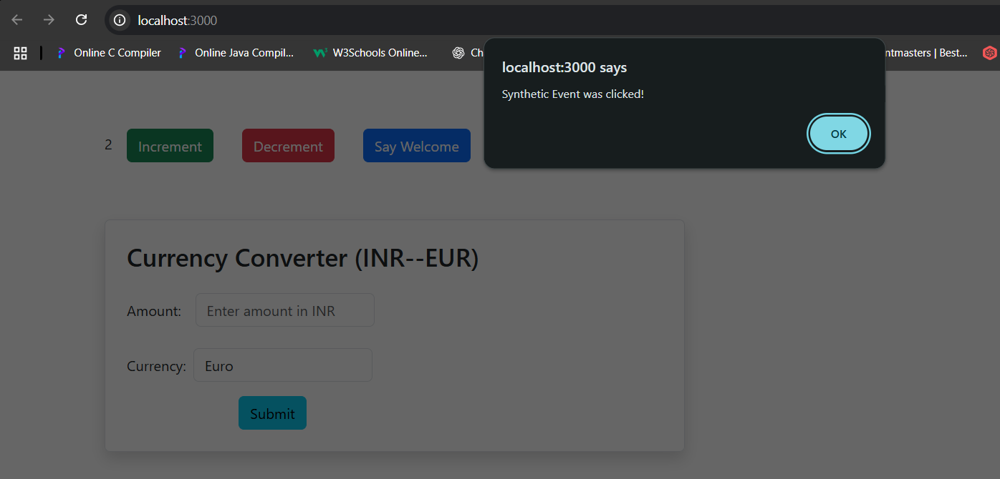 localhost:3000
Online C Compiler Online Java Compil... W3Schools Online... Ch ntmasters | Best...
localhost:3000 says
Synthetic Event was clicked!
OK
2 Increment Decrement Say Welcome
Currency Converter (INR--EUR)
Amount: Enter amount in INR
Currency: Euro
Submit